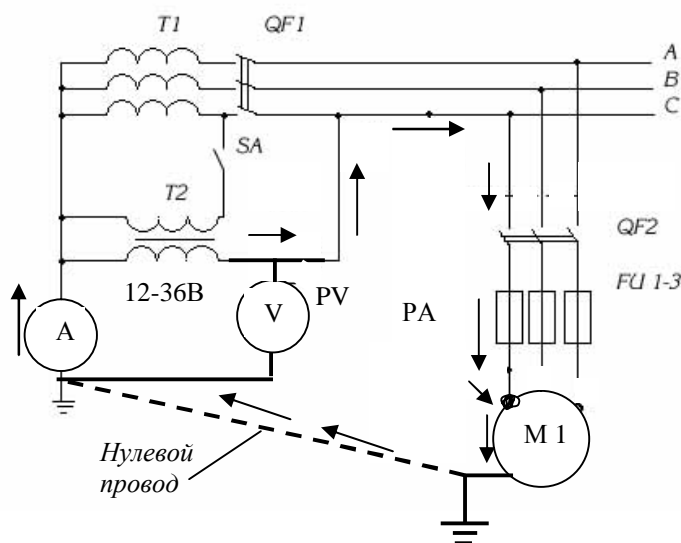 T1
QF1
A
B
C
SA
T2
QF2
12-36В
PV
PA
FU 1-3
A
V
М 1
Нулевой
провод